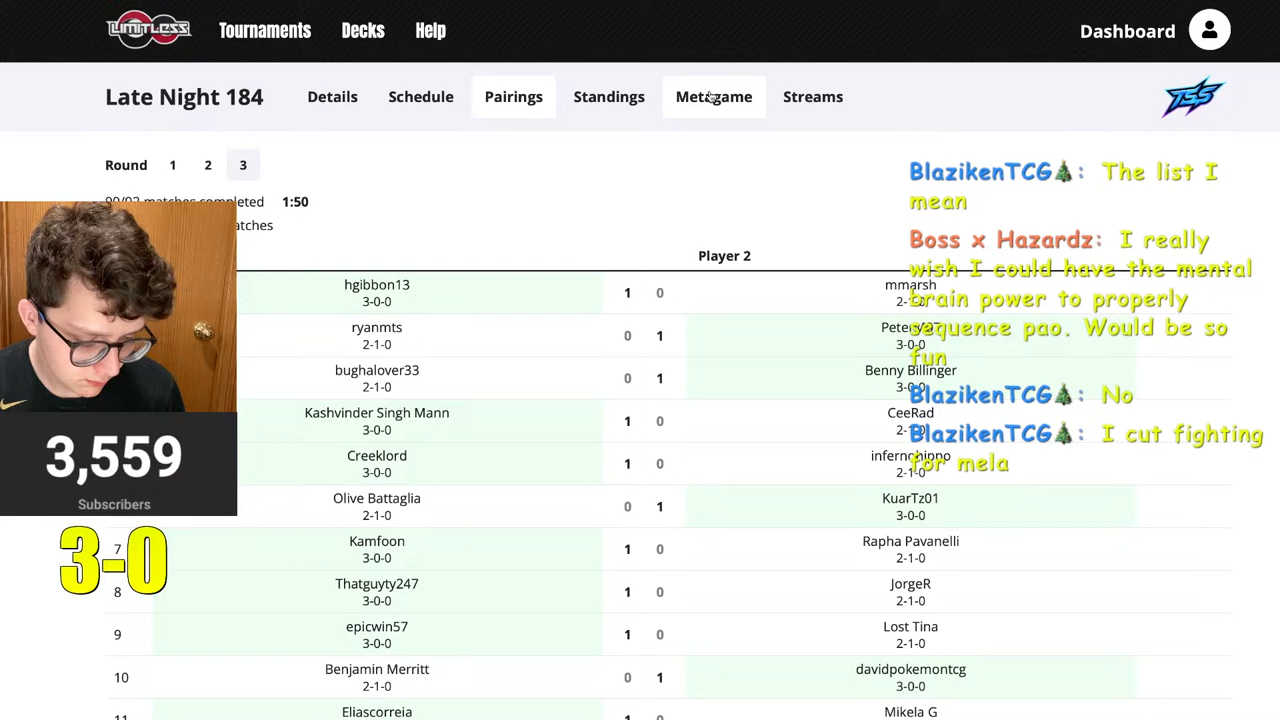 LIMITLESS Tournaments Decks Help Dashboard
Late Night 184 Details Schedule Pairings Standings Metagame Streams TSS
Round 1 2 3
matches completed 1:50
atches
Player 2
hgibbon13 1 0 mmarsh
3-0-0
ryanmts 0 1
2-1-0 3-0-0
bughalover33 0 1 Benny Billinger
2-1-0
Kashvinder Singh Mann 1 0 CeeRad
3-0-0
Creeklord 1 0 infernohippo
3-0-0 2-1-0
Olive Battaglia 0 1 KuarTz01
2-1-0 3-0-0
7 Kamfoon 1 0 Rapha Pavanelli
3-0-0 2-1-0
8 Thatguyty247 1 0 JorgeR
3-0-0 2-1-0
9 epicwin57 1 0 Lost Tina
3-0-0 2-1-0
10 Benjamin Merritt 0 1 davidpokemontcg
2-1-0 3-0-0
11 Eliascorreia 1 0 Mikela G
BlazikenTCG🎄: The list I
mean
Boss x Hazardz: I really
wish I could have the mental
brain power to properly
sequence pao. Would be so
fun
BlazikenTCG🎄: No
BlazikenTCG🎄: I cut fighting
for mela
3,559
Subscribers
3-0